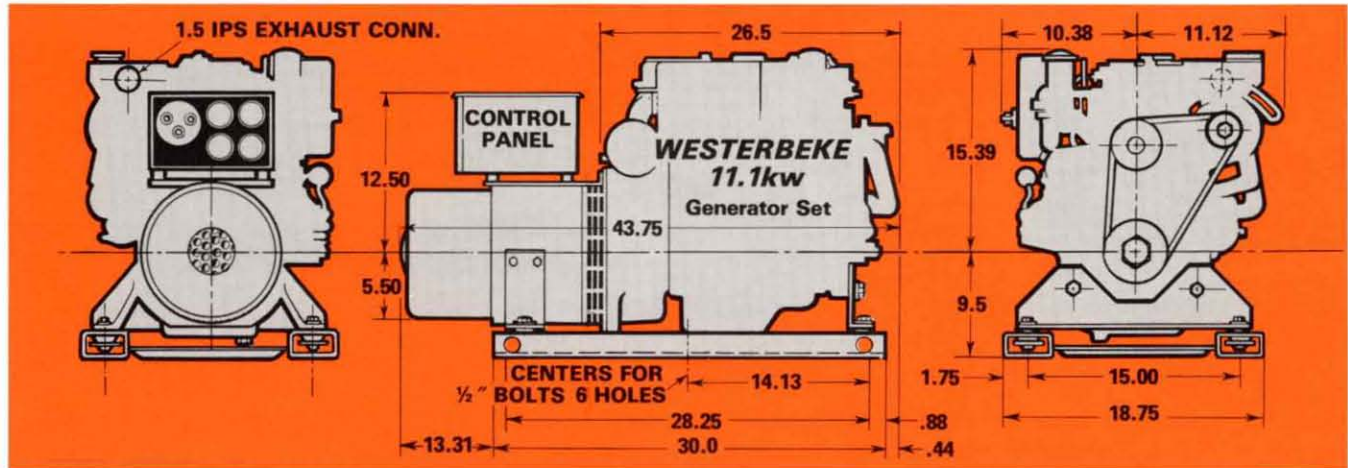 1.5 IPS EXHAUST CONN.
26.5
10.38
11.12
CONTROL
PANEL
WESTERBEKE
11.1kw
Generator Set
12.50
43.75
15.39
5.50
9.5
CENTERS FOR
½" BOLTS 6 HOLES
14.13
1.75
15.00
28.25
.88
18.75
13.31
30.0
.44